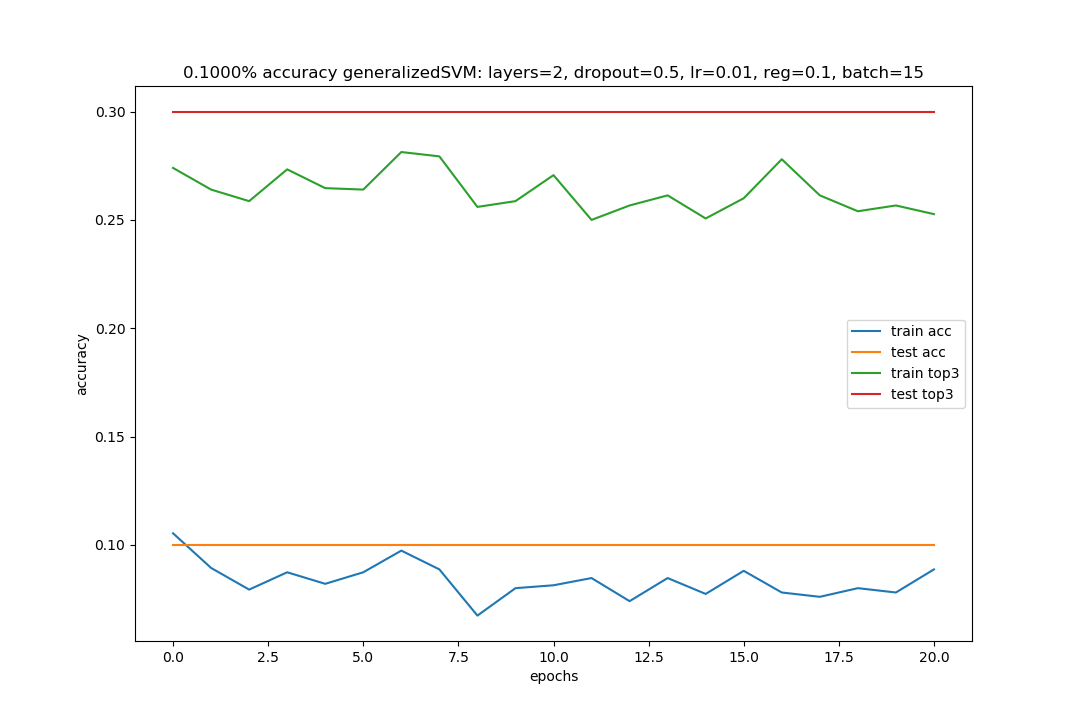 0.1000% accuracy generalizedSVM: layers=2, dropout=0.5, lr=0.01, reg=0.1, batch=15
0.30
0.25
0.20
0.15
0.10
accuracy
train acc
test acc
train top3
test top3
0.0 2.5 5.0 7.5 10.0 12.5 15.0 17.5 20.0
epochs